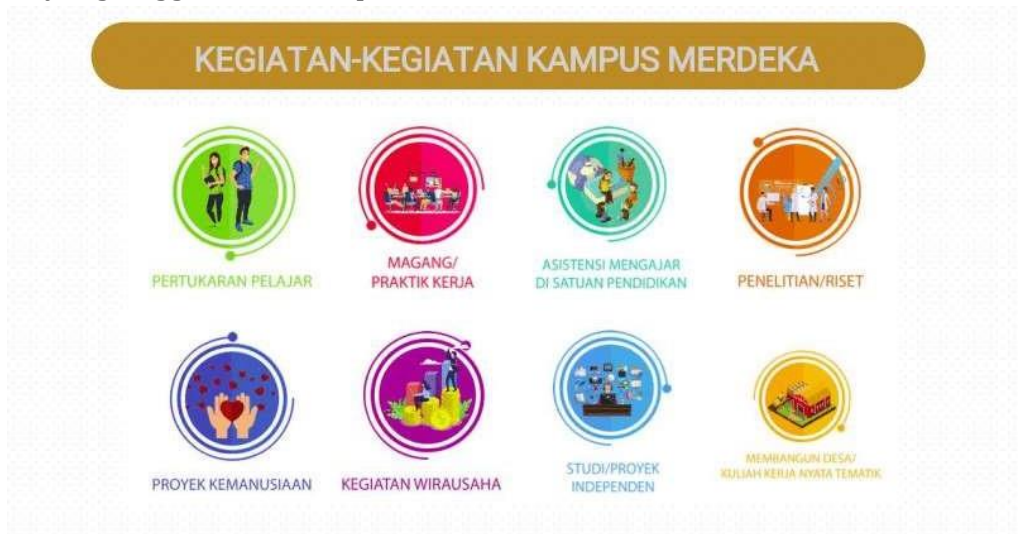 KEGIATAN-KEGIATAN KAMPUS MERDEKA
PERTUKARAN PELAJAR
MAGANG/
PRAKTIK KERJA
ASISTENSI MENGAJAR
DI SATUAN PENDIDIKAN
PENELITIAN/RISET
PROYEK KEMANUSIAAN
KEGIATAN WIRAUSAHA
STUDI/PROYEK
INDEPENDEN
MEMBANGUN DESA/
KULIAH KERJA NYATA TEMATIK